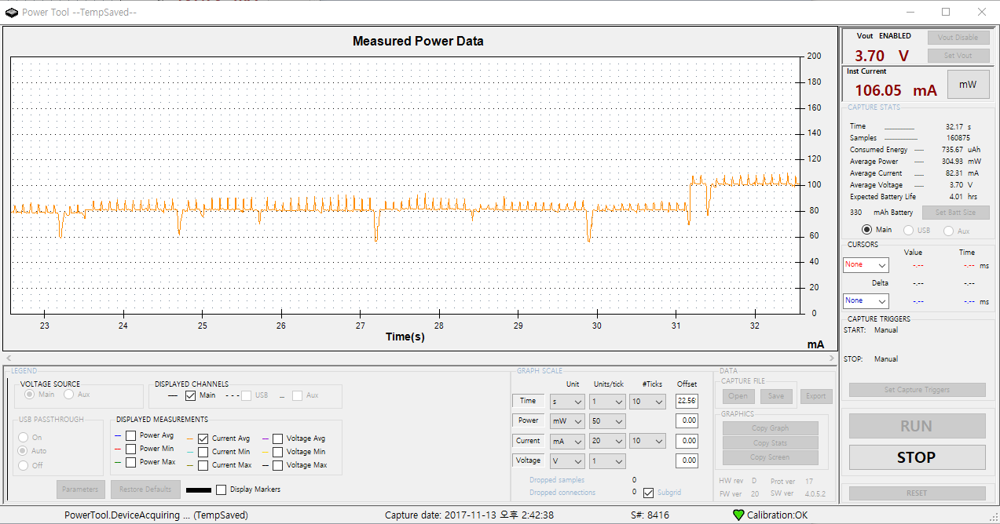 Power Tool --TempSaved--
Measured Power Data
200
180
160
140
120
100
80
60
40
20
0
23 24 25 26 27 28 29 30 31 32
Time(s)
mA
Vout ENABLED
Vout Disable
3.70 V
Set Vout
Inst Current
106.05 mA
mW
CAPTURE STATS
Time 32.17 s
Samples 160875
Consumed Energy 735.67 uAh
Average Power 304.93 mW
Average Current 82.31 mA
Average Voltage 3.70 V
Expected Battery Life 4.01 hrs
330 mAh Battery Set Batt Size
Main USB Aux
CURSORS
Value Time
None -.-- -.-- ms
Delta -.-- -.--
None -.-- -.-- ms
CAPTURE TRIGGERS
START: Manual
STOP: Manual
Set Capture Triggers
RUN
STOP
RESET
LEGEND
VOLTAGE SOURCE
Main Aux
DISPLAYED CHANNELS
Main USB Aux
USB PASSTHROUGH
On
Auto
Off
DISPLAYED MEASUREMENTS
Power Avg Current Avg Voltage Avg
Power Min Current Min Voltage Min
Power Max Current Max Voltage Max
Parameters Restore Defaults Display Markers
GRAPH SCALE
Unit Units/tick #Ticks Offset
Time s 1 10 22.56
Power mW 50 0.00
Current mA 20 10 0.00
Voltage V 1 0.00
Dropped samples 0
Dropped connections 0 Subgrid
DATA
CAPTURE FILE
Open Save Export
GRAPHICS
Copy Graph
Copy Stats
Copy Screen
HW rev D Prot ver 17
FW ver 20 SW ver 4.0.5.2
PowerTool.DeviceAcquiring ... (TempSaved) Capture date: 2017-11-13 오후 2:42:38 S#: 8416 Calibration:OK